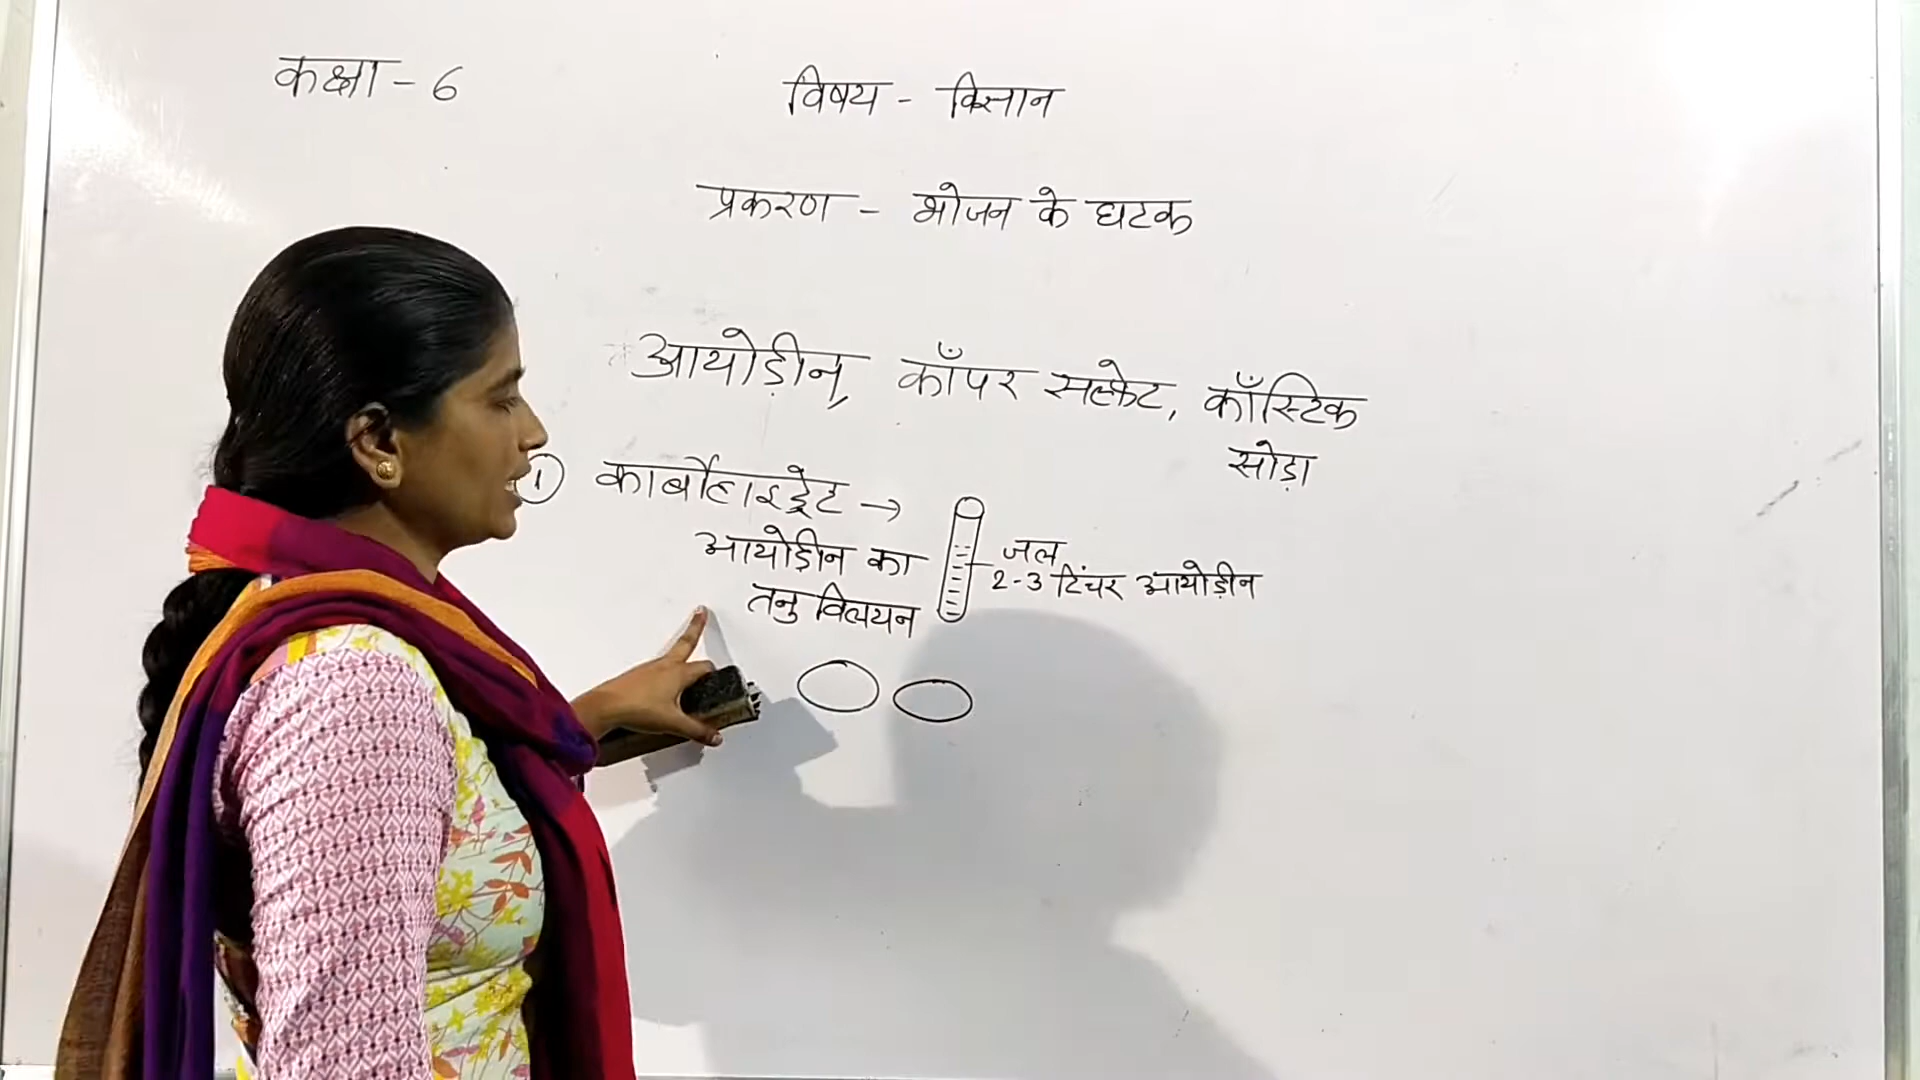 कक्षा - 6
विषय - विज्ञान
प्रकरण - भोजन के घटक
आयोडीन, कॉपर सल्फेट, कॉस्टिक
सोडा
① कार्बोहाइड्रेट →
आयोडीन का
तनु विलयन
जल
2-3 टिंचर आयोडीन